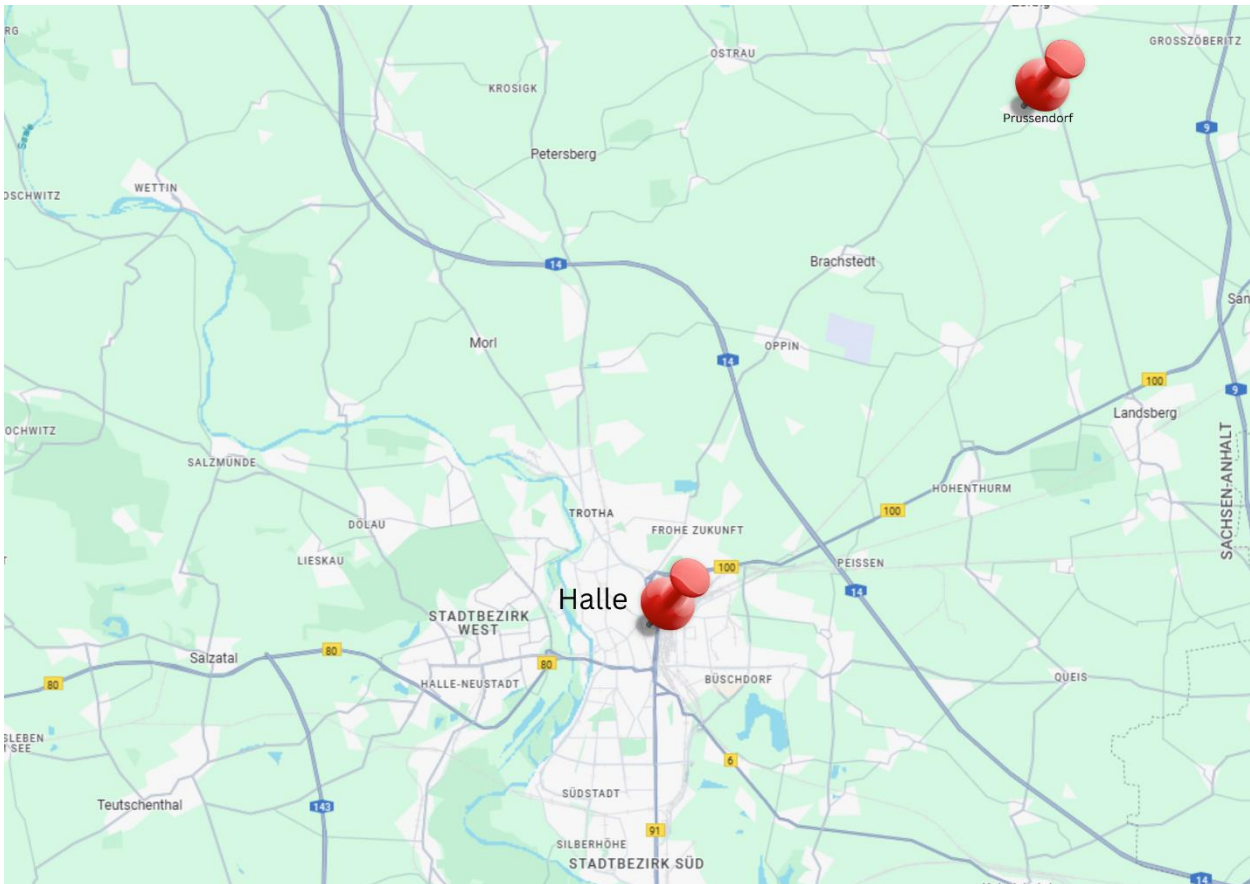 OSTRAU
GROSSZÖBERITZ
KROSIGK
9
Prussendorf
Petersberg
WETTIN
Brachstedt
14
Morl
OPPIN
14
100
9
Landsberg
SALZMÜNDE
SACHSEN-ANHALT
HOHENTHURM
100
TROTHA
DÖLAU
FROHE ZUKUNFT
LIESKAU
100
PEISSEN
14
Halle
STADTBEZIRK
WEST
80
Salzatal
80
80
HALLE-NEUSTADT
BÜSCHDORF
QUEIS
6
SÜDSTADT
Teutschenthal
143
91
SILBERHÖHE
STADTBEZIRK SÜD
14